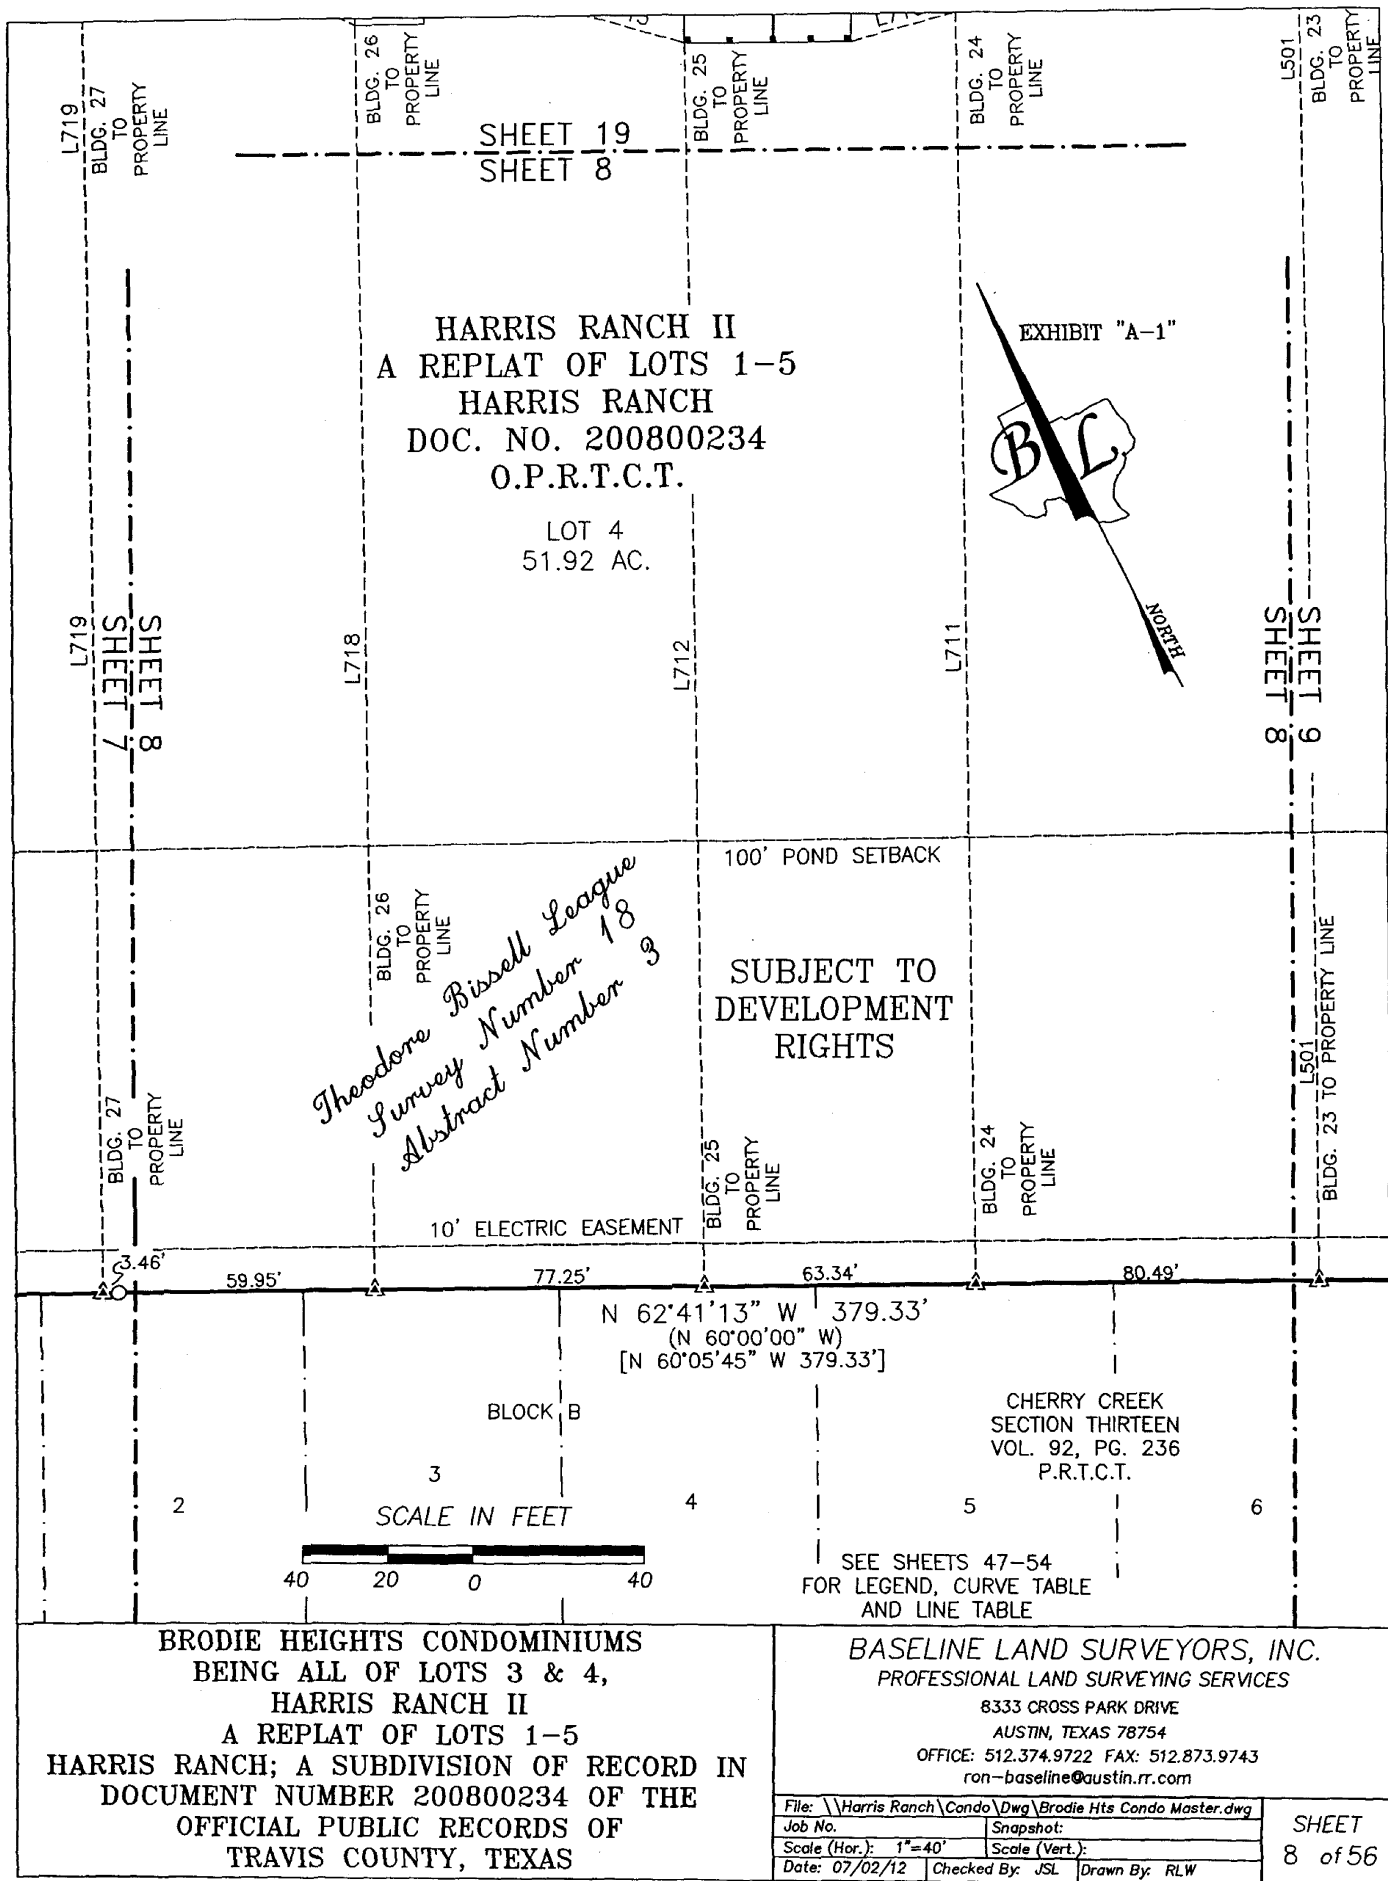 L719
BLDG. 27
TO
PROPERTY
LINE
BLDG. 26
TO
PROPERTY
LINE
BLDG. 25
TO
PROPERTY
LINE
BLDG. 24
TO
PROPERTY
LINE
L501
BLDG. 23
TO
PROPERTY
LINE
SHEET 19
SHEET 8
HARRIS RANCH II
A REPLAT OF LOTS 1-5
HARRIS RANCH
DOC. NO. 200800234
O.P.R.T.C.T.
LOT 4
51.92 AC.
EXHIBIT "A-1"
B L
NORTH
L719
SHEET 7
SHEET 8
L718
L712
L711
SHEET 8
SHEET 9
100' POND SETBACK
BLDG. 26
TO
PROPERTY
LINE
Theodore Bissell League
Survey Number 18
Abstract Number 3
SUBJECT TO
DEVELOPMENT
RIGHTS
L501
BLDG. 23 TO PROPERTY LINE
BLDG. 27
TO
PROPERTY
LINE
BLDG. 25
TO
PROPERTY
LINE
BLDG. 24
TO
PROPERTY
LINE
10' ELECTRIC EASEMENT
3.46'
59.95'
77.25'
63.34'
80.49'
N 62°41'13" W 379.33'
(N 60°00'00" W)
[N 60°05'45" W 379.33']
BLOCK B
CHERRY CREEK
SECTION THIRTEEN
VOL. 92, PG. 236
P.R.T.C.T.
2
3
4
5
6
SCALE IN FEET
40 20 0 40
SEE SHEETS 47-54
FOR LEGEND, CURVE TABLE
AND LINE TABLE
BRODIE HEIGHTS CONDOMINIUMS
BEING ALL OF LOTS 3 & 4,
HARRIS RANCH II
A REPLAT OF LOTS 1-5
HARRIS RANCH; A SUBDIVISION OF RECORD IN
DOCUMENT NUMBER 200800234 OF THE
OFFICIAL PUBLIC RECORDS OF
TRAVIS COUNTY, TEXAS
BASELINE LAND SURVEYORS, INC.
PROFESSIONAL LAND SURVEYING SERVICES
8333 CROSS PARK DRIVE
AUSTIN, TEXAS 78754
OFFICE: 512.374.9722 FAX: 512.873.9743
ron-baseline@austin.rr.com
File: \\Harris Ranch\Condo\Dwg\Brodie Hts Condo Master.dwg
Job No. Snapshot:
Scale (Hor.): 1"=40' Scale (Vert.):
Date: 07/02/12 Checked By: JSL Drawn By: RLW
SHEET
8 of 56